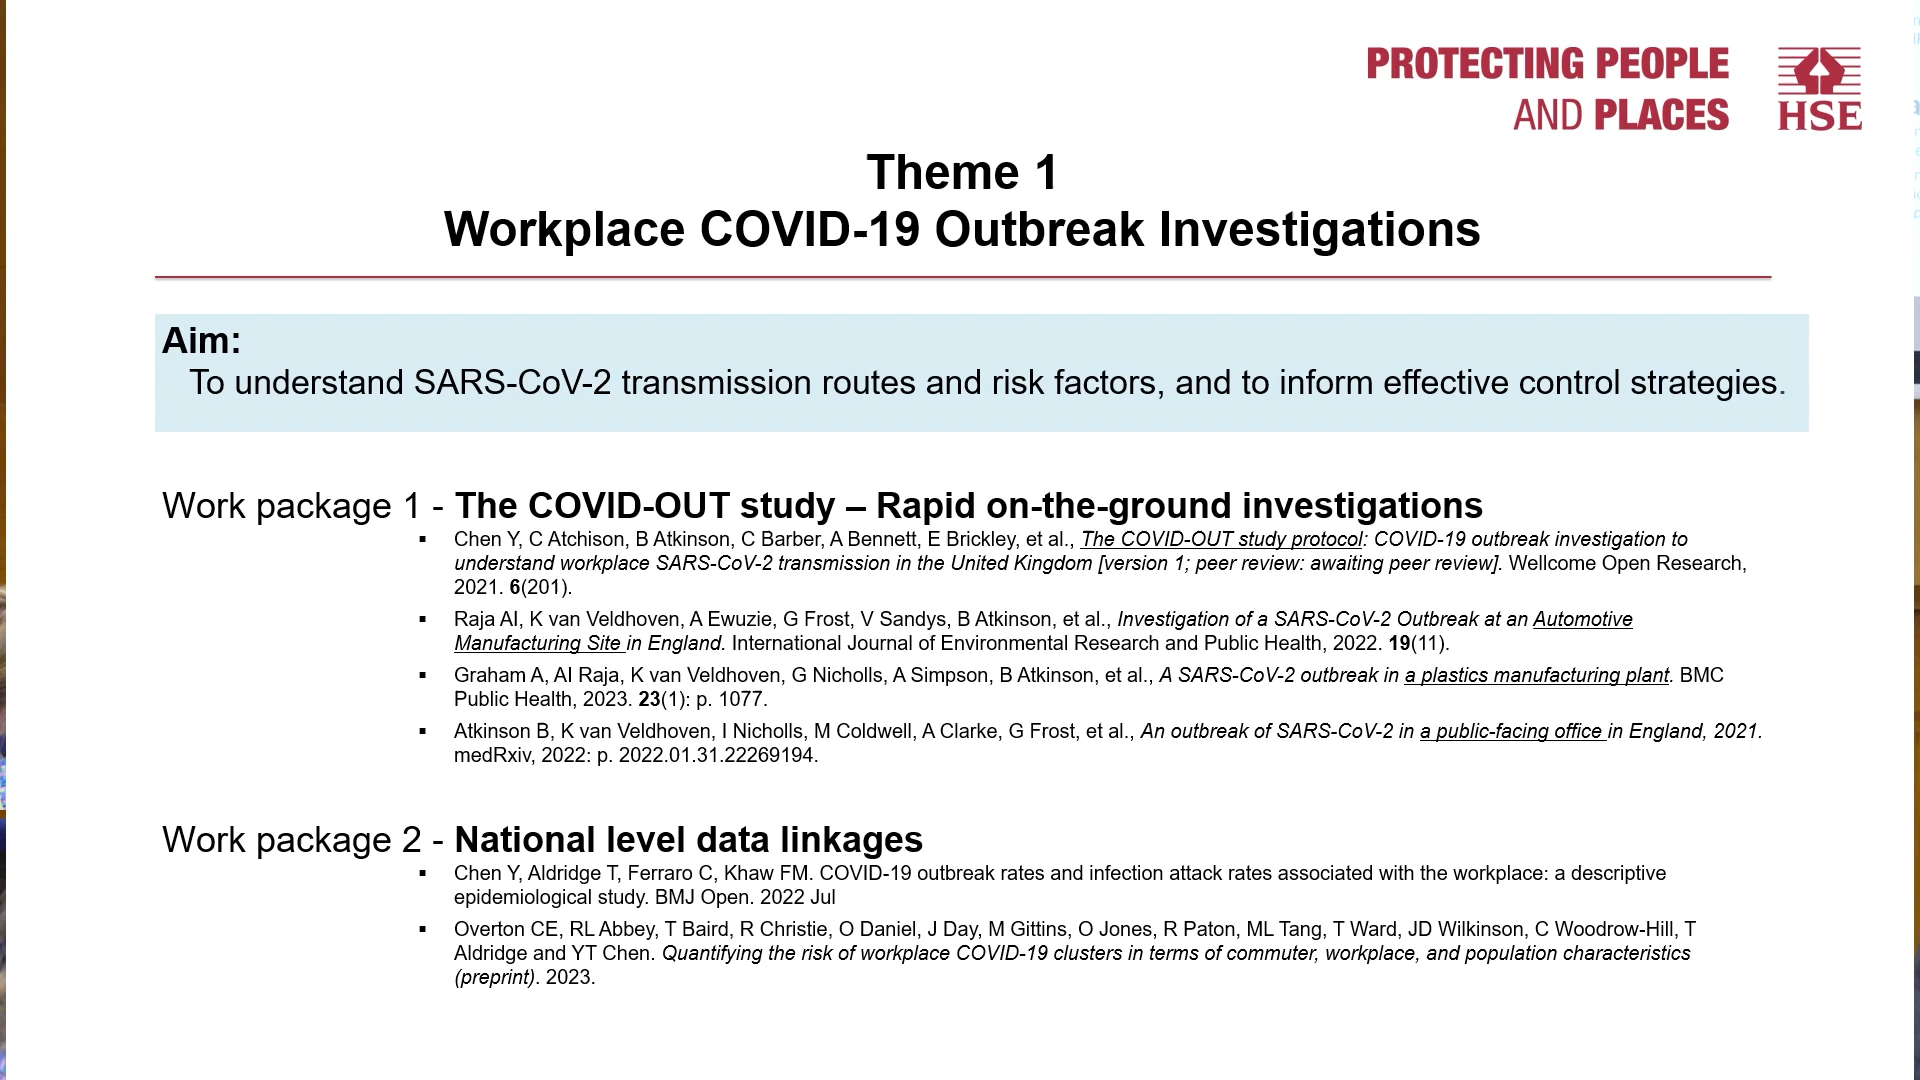 PROTECTING PEOPLE
AND PLACES
HSE
Theme 1
Workplace COVID-19 Outbreak Investigations
Aim:
To understand SARS-CoV-2 transmission routes and risk factors, and to inform effective control strategies.
Work package 1 - The COVID-OUT study – Rapid on-the-ground investigations
▪ Chen Y, C Atchison, B Atkinson, C Barber, A Bennett, E Brickley, et al., The COVID-OUT study protocol: COVID-19 outbreak investigation to
understand workplace SARS-CoV-2 transmission in the United Kingdom [version 1; peer review: awaiting peer review]. Wellcome Open Research,
2021. 6(201).
▪ Raja AI, K van Veldhoven, A Ewuzie, G Frost, V Sandys, B Atkinson, et al., Investigation of a SARS-CoV-2 Outbreak at an Automotive
Manufacturing Site in England. International Journal of Environmental Research and Public Health, 2022. 19(11).
▪ Graham A, AI Raja, K van Veldhoven, G Nicholls, A Simpson, B Atkinson, et al., A SARS-CoV-2 outbreak in a plastics manufacturing plant. BMC
Public Health, 2023. 23(1): p. 1077.
▪ Atkinson B, K van Veldhoven, I Nicholls, M Coldwell, A Clarke, G Frost, et al., An outbreak of SARS-CoV-2 in a public-facing office in England, 2021.
medRxiv, 2022: p. 2022.01.31.22269194.
Work package 2 - National level data linkages
▪ Chen Y, Aldridge T, Ferraro C, Khaw FM. COVID-19 outbreak rates and infection attack rates associated with the workplace: a descriptive
epidemiological study. BMJ Open. 2022 Jul
▪ Overton CE, RL Abbey, T Baird, R Christie, O Daniel, J Day, M Gittins, O Jones, R Paton, ML Tang, T Ward, JD Wilkinson, C Woodrow-Hill, T
Aldridge and YT Chen. Quantifying the risk of workplace COVID-19 clusters in terms of commuter, workplace, and population characteristics
(preprint). 2023.